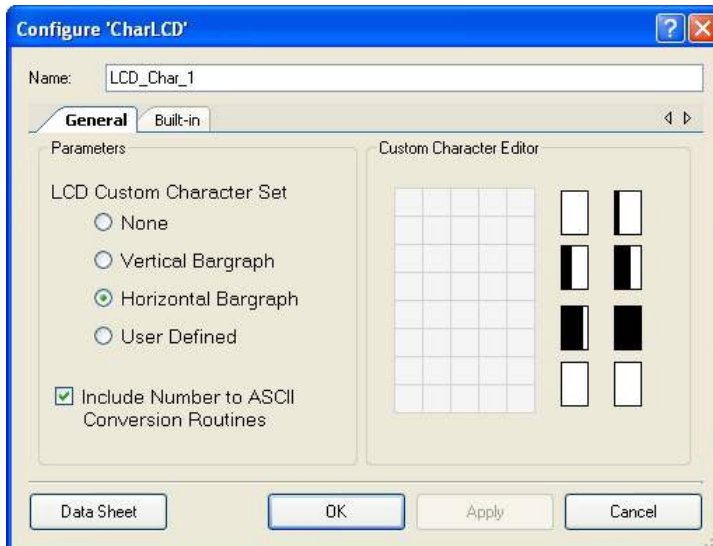 Configure 'CharLCD'
Name: LCD_Char_1
General Built-in
Parameters
LCD Custom Character Set
None
Vertical Bargraph
Horizontal Bargraph
User Defined
Include Number to ASCII
Conversion Routines
Custom Character Editor
Data Sheet OK Apply Cancel